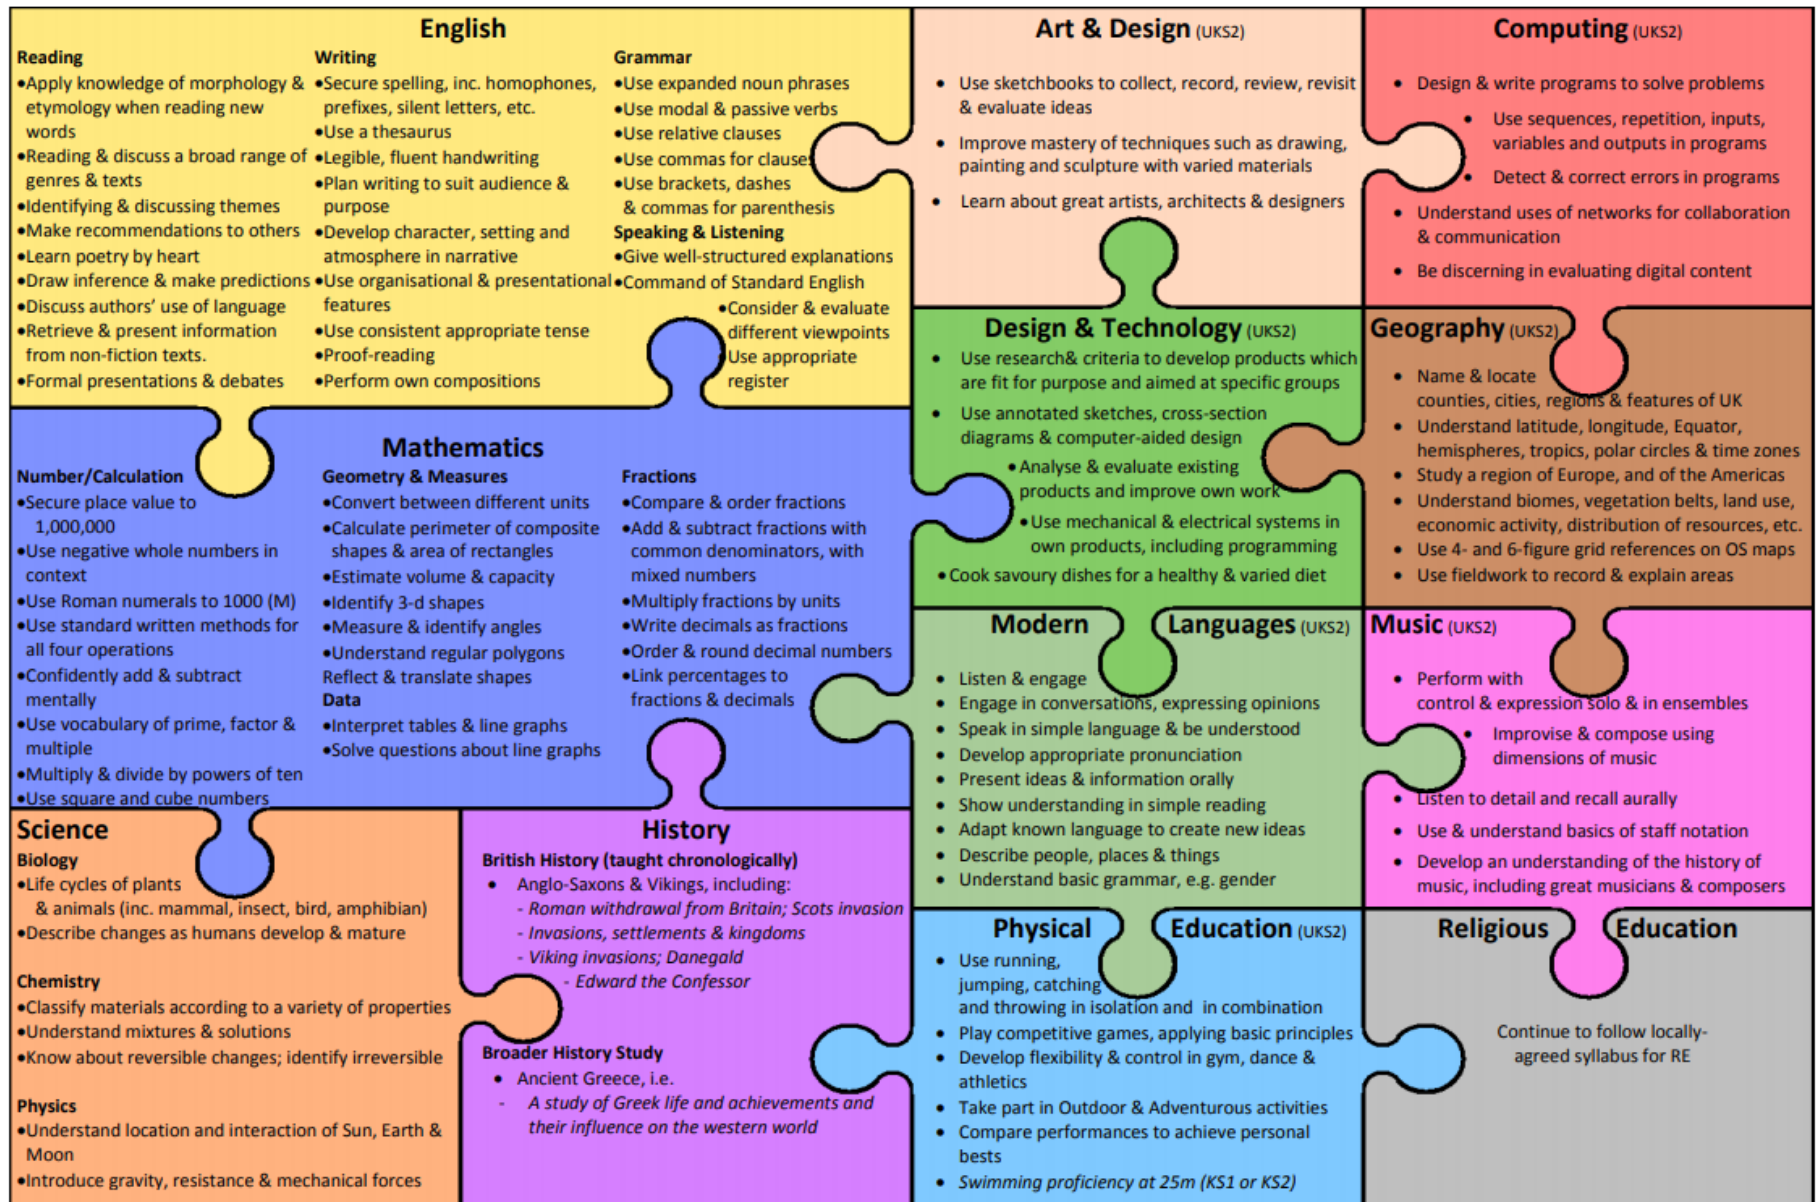 English
Reading
•Apply knowledge of morphology &
etymology when reading new
words
•Reading & discuss a broad range of
genres & texts
•Identifying & discussing themes
•Make recommendations to others
•Learn poetry by heart
•Draw inference & make predictions
•Discuss authors' use of language
•Retrieve & present information
from non-fiction texts.
•Formal presentations & debates
Writing
•Secure spelling, inc. homophones,
prefixes, silent letters, etc.
•Use a thesaurus
•Legible, fluent handwriting
•Plan writing to suit audience &
purpose
•Develop character, setting and
atmosphere in narrative
•Use organisational & presentational
features
•Use consistent appropriate tense
•Proof-reading
•Perform own compositions
Grammar
•Use expanded noun phrases
•Use modal & passive verbs
•Use relative clauses
•Use commas for clauses
•Use brackets, dashes
& commas for parenthesis
Speaking & Listening
•Give well-structured explanations
•Command of Standard English
•Consider & evaluate
different viewpoints
Use appropriate
register
Art & Design (UKS2)
• Use sketchbooks to collect, record, review, revisit
& evaluate ideas
• Improve mastery of techniques such as drawing,
painting and sculpture with varied materials
• Learn about great artists, architects & designers
Computing (UKS2)
• Design & write programs to solve problems
• Use sequences, repetition, inputs,
variables and outputs in programs
• Detect & correct errors in programs
• Understand uses of networks for collaboration
& communication
• Be discerning in evaluating digital content
Design & Technology (UKS2)
• Use research& criteria to develop products which
are fit for purpose and aimed at specific groups
• Use annotated sketches, cross-section
diagrams & computer-aided design
•Analyse & evaluate existing
products and improve own work
•Use mechanical & electrical systems in
own products, including programming
•Cook savoury dishes for a healthy & varied diet
Geography (UKS2)
• Name & locate
counties, cities, regions & features of UK
• Understand latitude, longitude, Equator,
hemispheres, tropics, polar circles & time zones
• Study a region of Europe, and of the Americas
• Understand biomes, vegetation belts, land use,
economic activity, distribution of resources, etc.
• Use 4- and 6-figure grid references on OS maps
• Use fieldwork to record & explain areas
Mathematics
Number/Calculation
•Secure place value to
1,000,000
•Use negative whole numbers in
context
•Use Roman numerals to 1000 (M)
•Use standard written methods for
all four operations
•Confidently add & subtract
mentally
•Use vocabulary of prime, factor &
multiple
•Multiply & divide by powers of ten
•Use square and cube numbers
Geometry & Measures
•Convert between different units
•Calculate perimeter of composite
shapes & area of rectangles
•Estimate volume & capacity
•Identify 3-d shapes
•Measure & identify angles
•Understand regular polygons
Reflect & translate shapes
Data
•Interpret tables & line graphs
•Solve questions about line graphs
Fractions
•Compare & order fractions
•Add & subtract fractions with
common denominators, with
mixed numbers
•Multiply fractions by units
•Write decimals as fractions
•Order & round decimal numbers
•Link percentages to
fractions & decimals
Modern Languages (UKS2)
• Listen & engage
• Engage in conversations, expressing opinions
• Speak in simple language & be understood
• Develop appropriate pronunciation
• Present ideas & information orally
• Show understanding in simple reading
• Adapt known language to create new ideas
• Describe people, places & things
• Understand basic grammar, e.g. gender
Music (UKS2)
• Perform with
control & expression solo & in ensembles
• Improvise & compose using
dimensions of music
• Listen to detail and recall aurally
• Use & understand basics of staff notation
• Develop an understanding of the history of
music, including great musicians & composers
Science
Biology
•Life cycles of plants
& animals (inc. mammal, insect, bird, amphibian)
•Describe changes as humans develop & mature
Chemistry
•Classify materials according to a variety of properties
•Understand mixtures & solutions
•Know about reversible changes; identify irreversible
Physics
•Understand location and interaction of Sun, Earth &
Moon
•Introduce gravity, resistance & mechanical forces
History
British History (taught chronologically)
• Anglo-Saxons & Vikings, including:
- Roman withdrawal from Britain; Scots invasion
- Invasions, settlements & kingdoms
- Viking invasions; Danegald
- Edward the Confessor
Broader History Study
• Ancient Greece, i.e.
- A study of Greek life and achievements and
their influence on the western world
Physical Education (UKS2)
• Use running,
jumping, catching
and throwing in isolation and in combination
• Play competitive games, applying basic principles
• Develop flexibility & control in gym, dance &
athletics
• Take part in Outdoor & Adventurous activities
• Compare performances to achieve personal
bests
• Swimming proficiency at 25m (KS1 or KS2)
Religious Education
Continue to follow locally-
agreed syllabus for RE